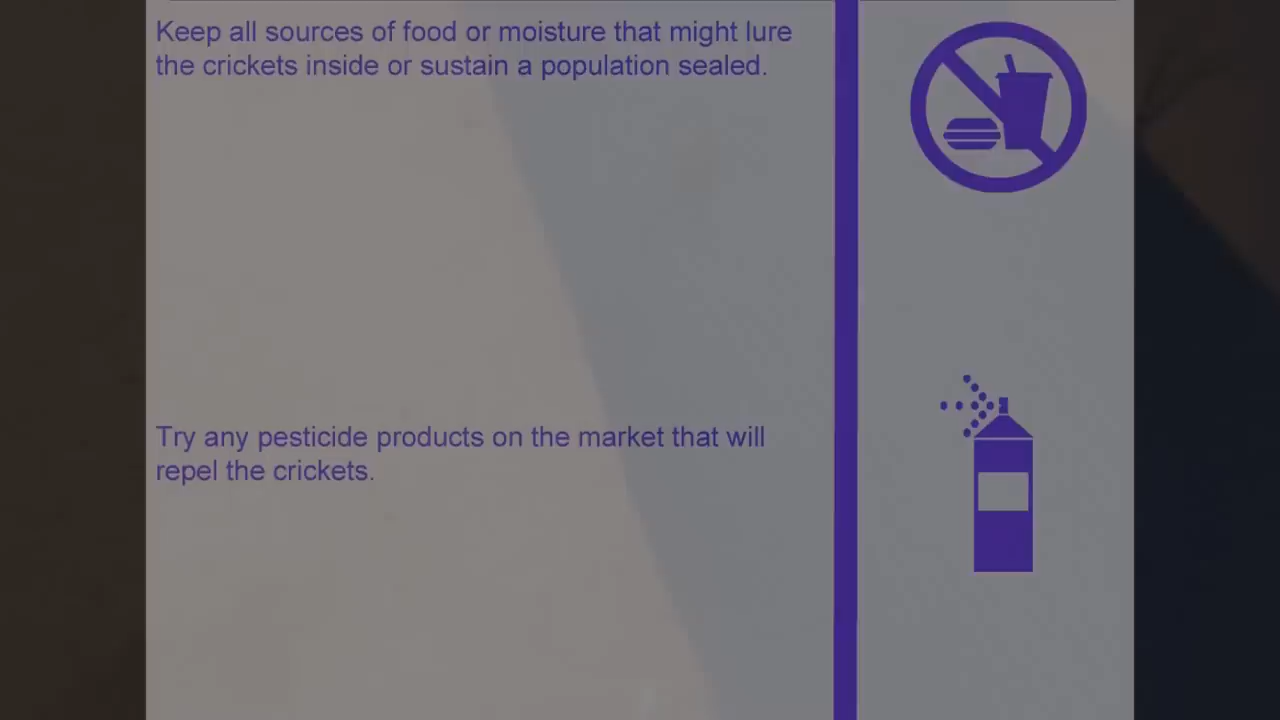 Keep all sources of food or moisture that might lure
the crickets inside or sustain a population sealed.
Try any pesticide products on the market that will
repel the crickets.